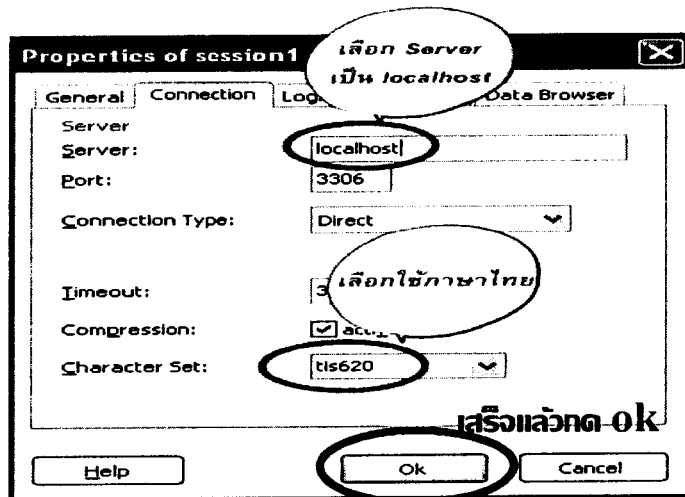 Properties of session1
เลือก Server
เป็น localhost
General Connection Data Browser
Server
Server: localhost
Port: 3306
Connection Type: Direct
เลือกใช้ภาษาไทย
Timeout: 3
Compression:
Character Set: tis620
เสร็จแล้วกด ok
Help Ok Cancel